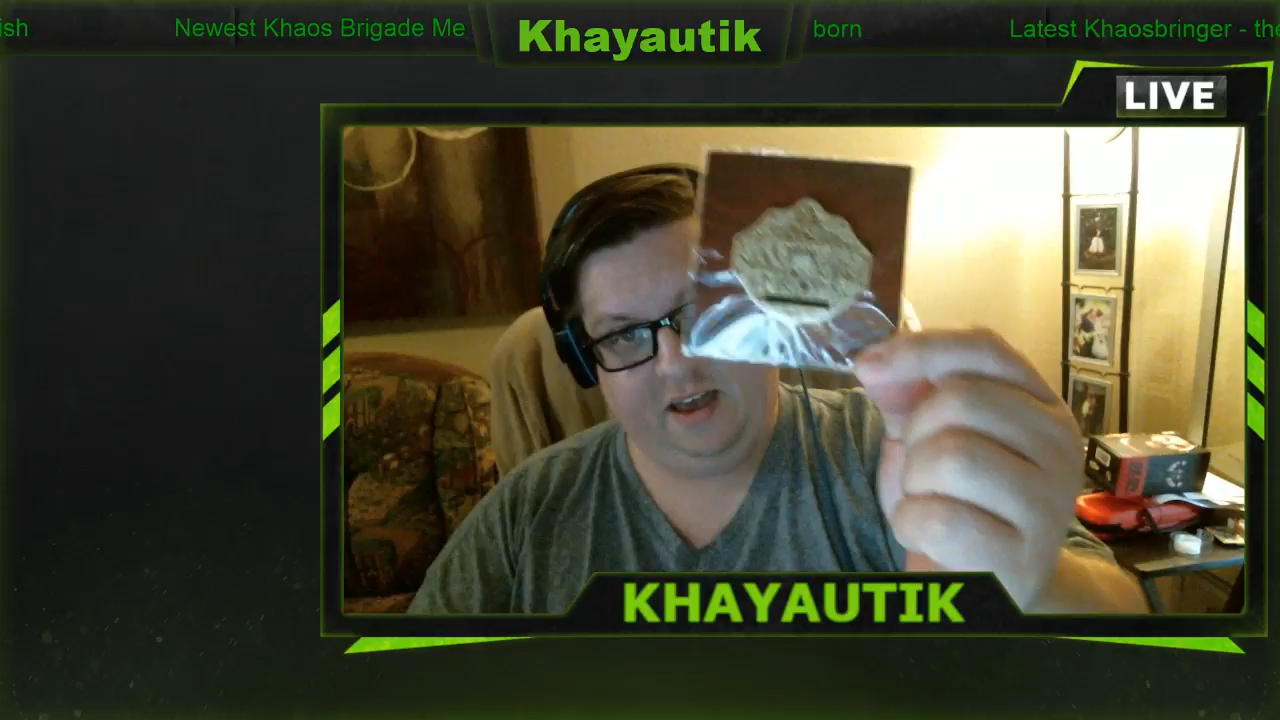 ish
Newest Khaos Brigade Me
Khayautik
born
Latest Khaosbringer - the
LIVE
KHAYAUTIK